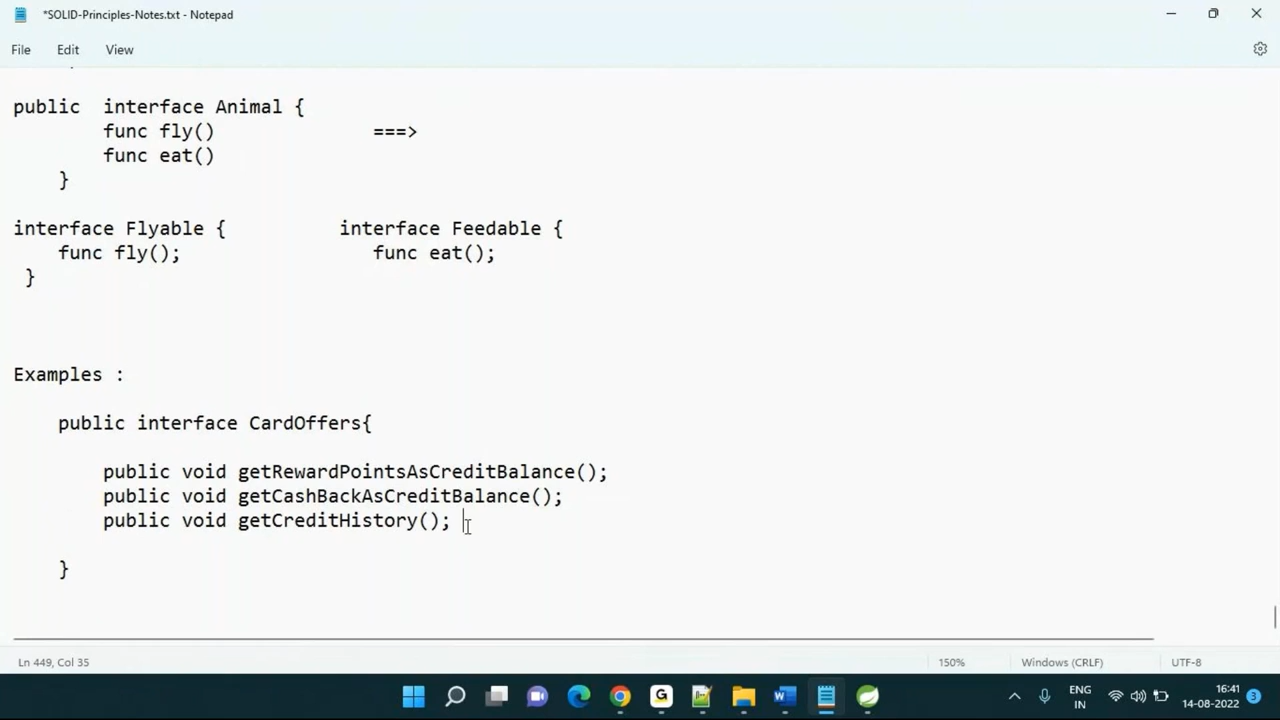 *SOLID-Principles-Notes.txt - Notepad
File Edit View
public  interface Animal {
func fly() ===>
func eat()
}
interface Flyable { interface Feedable {
func fly(); func eat();
}
Examples :
public interface CardOffers{
public void getRewardPointsAsCreditBalance();
public void getCashBackAsCreditBalance();
public void getCreditHistory();
}
Ln 449, Col 35 150% Windows (CRLF) UTF-8
ENG 16:41
IN 14-08-2022 3